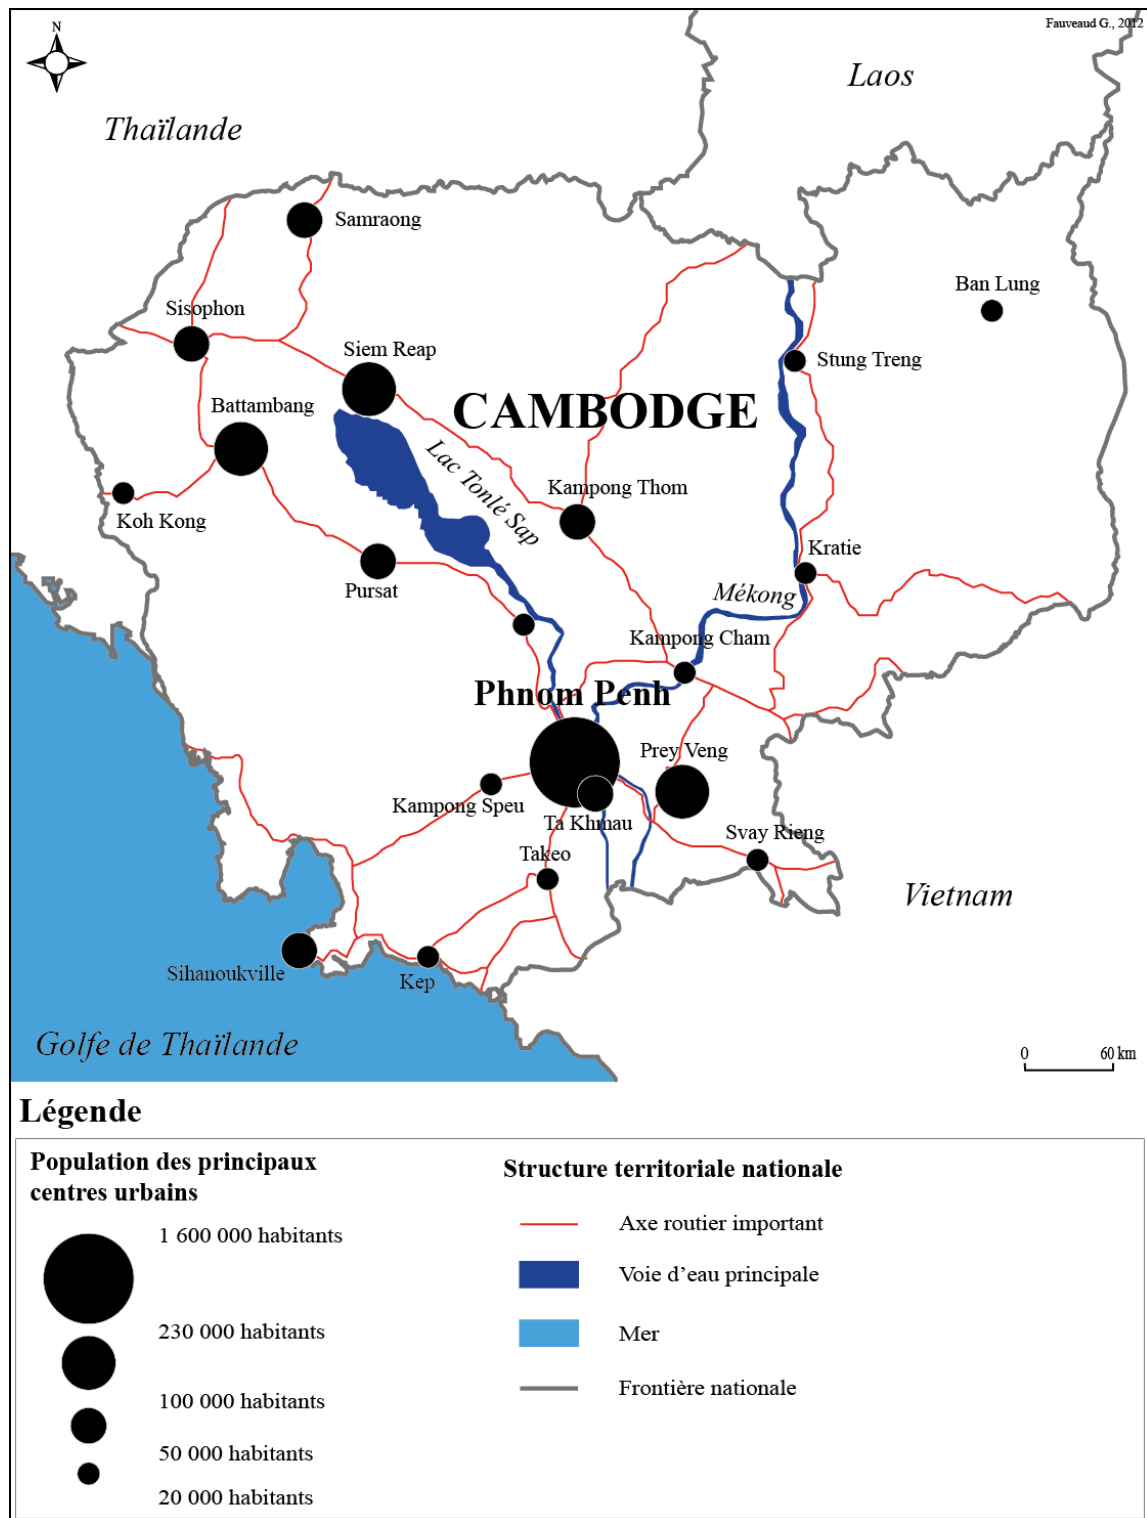 N
Fauveaud G., 2012
Laos
Thaïlande
Samraong
Ban Lung
Sisophon
Siem Reap
Stung Treng
CAMBODGE
Battambang
Lac Tonlé Sap
Kampong Thom
Koh Kong
Kratie
Pursat
Mékong
Kampong Cham
Phnom Penh
Prey Veng
Kampong Speu
Ta Khmau
Svay Rieng
Takeo
Vietnam
Sihanoukville
Kep
Golfe de Thaïlande
0 60 km
Légende
Population des principaux
centres urbains
1 600 000 habitants
230 000 habitants
100 000 habitants
50 000 habitants
20 000 habitants
Structure territoriale nationale
Axe routier important
Voie d'eau principale
Mer
Frontière nationale